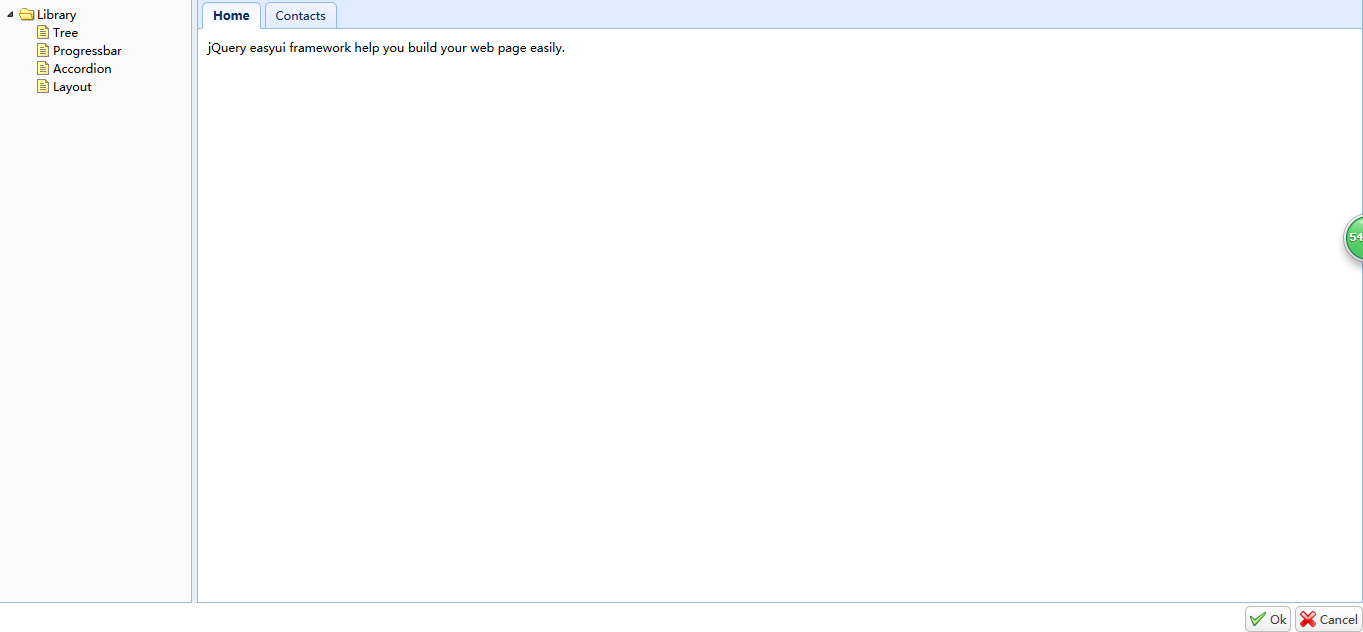 Library
Tree
Progressbar
Accordion
Layout
Home
Contacts
jQuery easyui framework help you build your web page easily.
54
Ok
Cancel